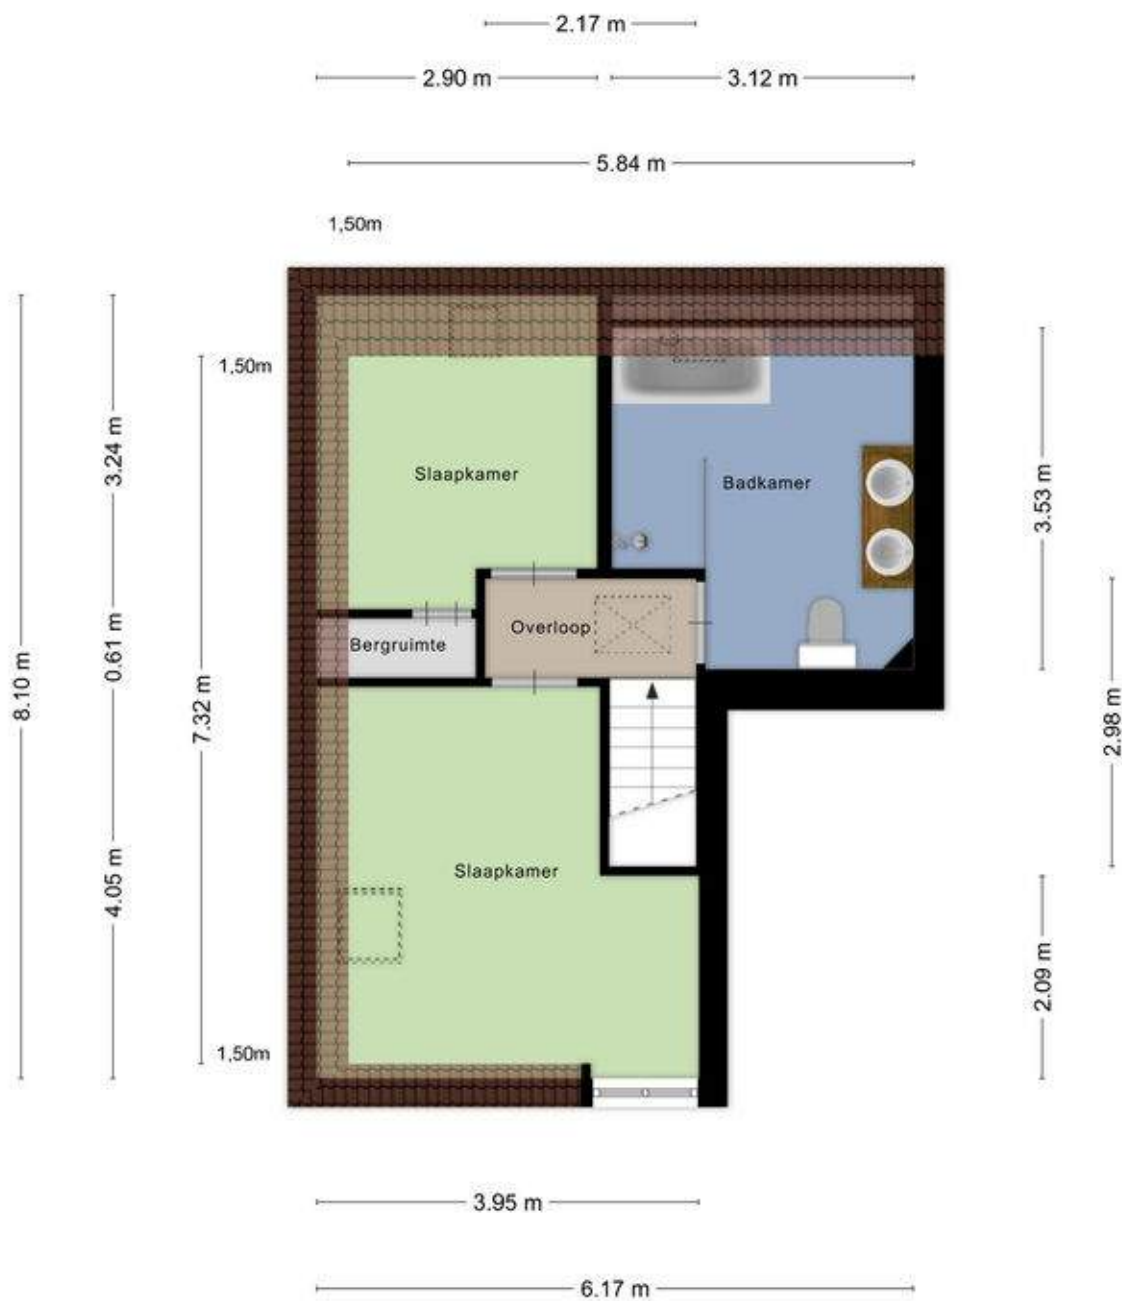 2.17 m
2.90 m
3.12 m
5.84 m
1,50m
1,50m
3.24 m
Slaapkamer
Badkamer
3.53 m
Overloop
Bergruimte
0.61 m
8.10 m
7.32 m
2.98 m
Slaapkamer
4.05 m
2.09 m
1,50m
3.95 m
6.17 m